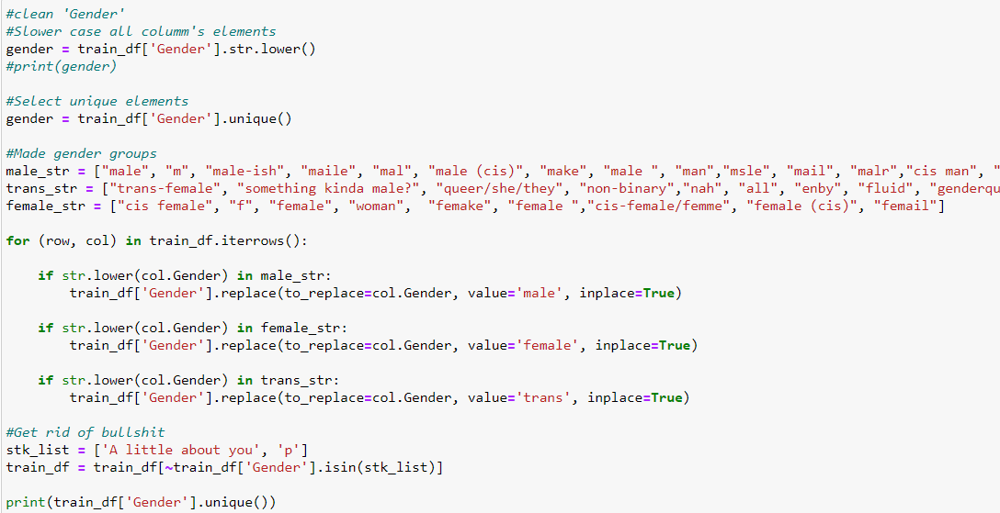 #clean 'Gender'
#Slower case all columm's elements
gender = train_df['Gender'].str.lower()
#print(gender)
#Select unique elements
gender = train_df['Gender'].unique()
#Made gender groups
male_str = ["male", "m", "male-ish", "maile", "mal", "male (cis)", "make", "male ", "man","msle", "mail", "malr","cis man", "
trans_str = ["trans-female", "something kinda male?", "queer/she/they", "non-binary","nah", "all", "enby", "fluid", "genderqu
female_str = ["cis female", "f", "female", "woman",  "femake", "female ","cis-female/femme", "female (cis)", "femail"]
for (row, col) in train_df.iterrows():
    if str.lower(col.Gender) in male_str:
        train_df['Gender'].replace(to_replace=col.Gender, value='male', inplace=True)
    if str.lower(col.Gender) in female_str:
        train_df['Gender'].replace(to_replace=col.Gender, value='female', inplace=True)
    if str.lower(col.Gender) in trans_str:
        train_df['Gender'].replace(to_replace=col.Gender, value='trans', inplace=True)
#Get rid of bullshit
stk_list = ['A little about you', 'p']
train_df = train_df[~train_df['Gender'].isin(stk_list)]
print(train_df['Gender'].unique())